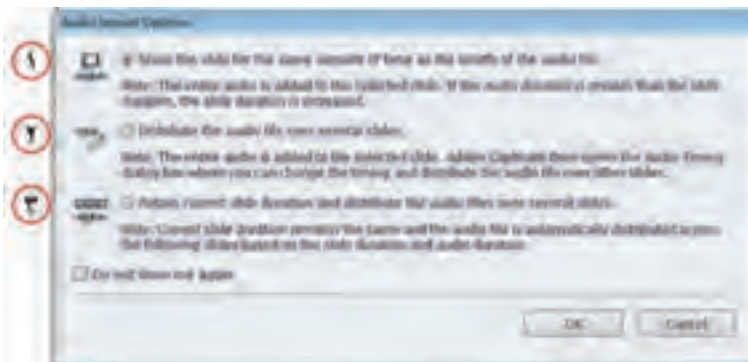 Audio Import Options
۱
Show the slide for the same amount of time as the length of the audio file.
Note: The entire audio is added to the selected slide. If the audio duration is greater than the slide
duration, the slide duration is increased.
۲
Distribute the audio file over several slides.
Note: The entire audio is added to the selected slide. Adobe Captivate then opens the Audio Timing
dialog box where you can change the timing and distribute the audio file over other slides.
۳
Retain current slide duration and distribute the audio files over several slides.
Note: Current slide duration remains the same and the audio file is automatically distributed across
the following slides based on the slide duration and audio duration.
Do not show me again
OK
Cancel